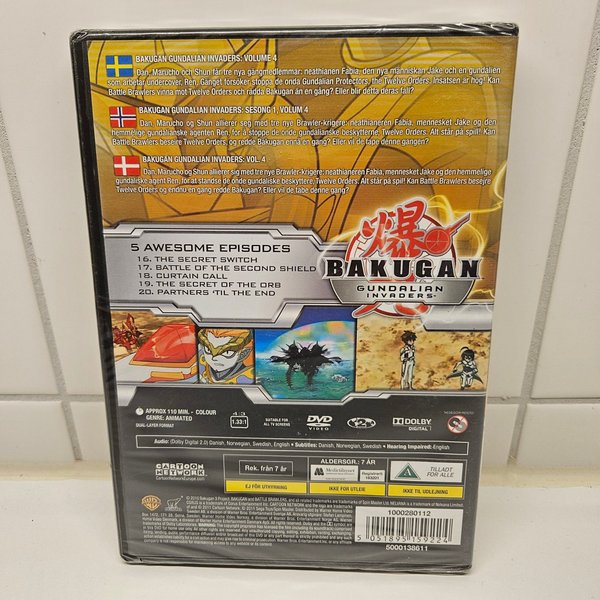 BAKUGAN GUNDALIAN INVADERS: VOLUME 4
Dan, Marucho och Shun får tre nya gängmedlemmar: neathianen Fabia, den nya människan Jake och en gundalien
som arbetar undercover, Ren. Gänget försöker stoppa de onda Gundalian Protectors, the Twelve Orders. Insatsen är hög! Kan
Battle Brawlers vinna mot Twelve Orders och rädda Bakugan än en gång? Eller blir detta deras fall?
BAKUGAN GUNDALIAN INVADERS: SESONG 1, VOLUM 4
Dan, Marucho og Shun allierer seg med tre nye Brawler-krigere: neathianeren Fabia, mennesket Jake og den
hemmelige gundalianske agenten Ren, for å stoppe de onde gundalianske beskytterne, Twelve Orders. Alt står på spill! Kan
Battle Brawlers beseire Twelve Orders og redde Bakugan enna en gang? Eller vil de tape denne gangen?
BAKUGAN GUNDALIAN INVADERS: VOL. 4
Dan, Marucho og Shun allierer sig med tre nye Brawler-krigere: neathianeren Fabia, mennesket Jake og den hemmelige
gundalianske agent Ren, for at standse de onde gundalianske beskyttere, Twelve Orders. Alt står på spil! Kan Battle Brawlers besejre
Twelve Orders og endnu en gang redde Bakugan? Eller vil de tabe denne gang?
5 AWESOME EPISODES
16. THE SECRET SWITCH
17. BATTLE OF THE SECOND SHIELD
18. CURTAIN CALL
19. THE SECRET OF THE ORB
20. PARTNERS 'TIL THE END
爆
BAKUGAN
GUNDALIAN
INVADERS
APPROX 110 MIN. - COLOUR
GENRE: ANIMATED
DUAL-LAYER FORMAT
4:3
1.33:1
SUITABLE FOR
ALL TV SCREENS
DVD
VIDEO
2
DOLBY
DIGITAL
Audio: (Dolby Digital 2.0) Danish, Norwegian, Swedish, English • Subtitles: Danish, Norwegian, Swedish • Hearing Impaired: English
CARTOON
NETWORK
CartoonNetworkEurope.com
Rek. från 7 år
EJ FÖR UTHYRNING
ALDERSGR.: 7 ÅR
Medietilsynet
IKKE FOR UTLEIE
TILLADT
FOR ALLE
IKKE TIL UDLEJNING
WB
1000280112
5 051895 159224
5000138611